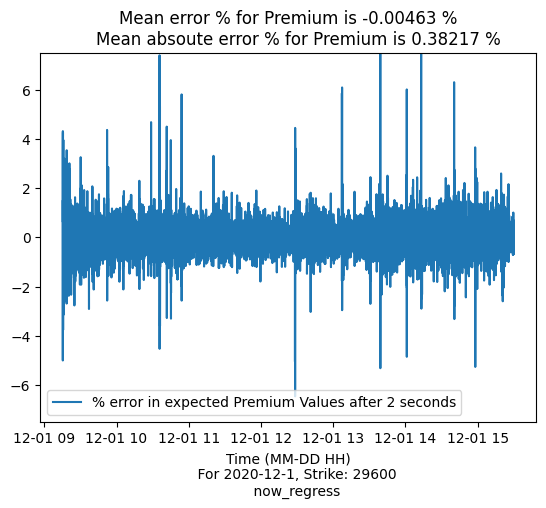 Mean error % for Premium is -0.00463 %
Mean absoute error % for Premium is 0.38217 %
6
4
2
0
−2
−4
−6
% error in expected Premium Values after 2 seconds
12-01 09 12-01 10 12-01 11 12-01 12 12-01 13 12-01 14 12-01 15
Time (MM-DD HH)
For 2020-12-1, Strike: 29600
now_regress